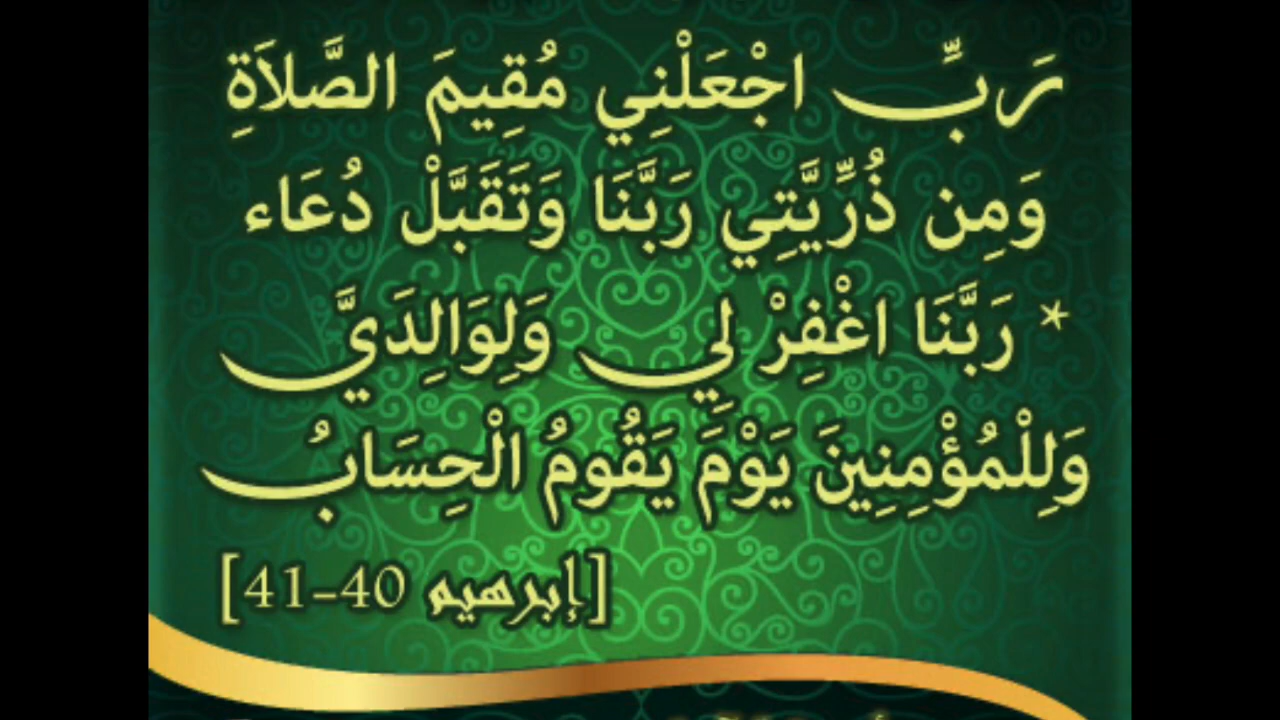 رَبِّ اجْعَلْنِي مُقِيمَ الصَّلاَةِ
وَمِن ذُرِّيَّتِي رَبَّنَا وَتَقَبَّلْ دُعَاء
* رَبَّنَا اغْفِرْ لِي وَلِوَالِدَيَّ
وَلِلْمُؤْمِنِينَ يَوْمَ يَقُومُ الْحِسَابُ
[إبرهيم 40-41]